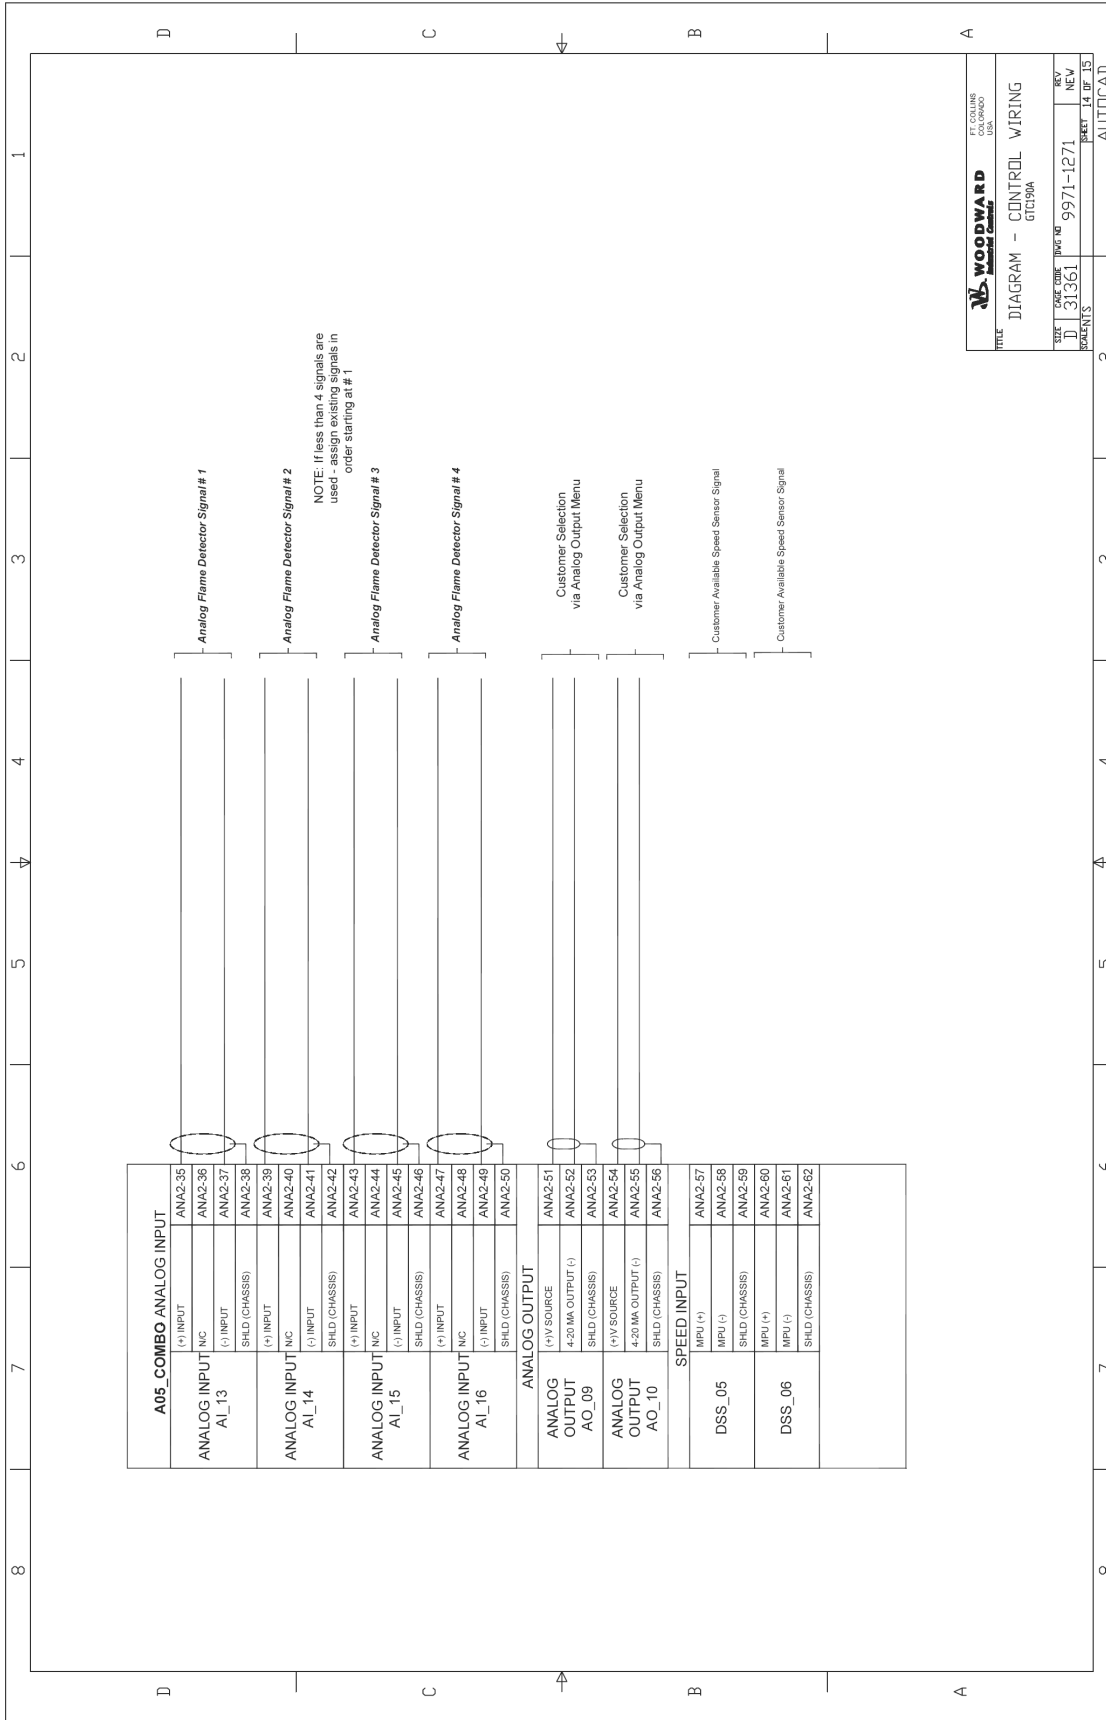 8 7 6 5 4 3 2 1
D
C
B
A
A05_COMBO ANALOG INPUT
ANALOG INPUT
AI_13
(+) INPUT ANA2-35
N/C ANA2-36
(-) INPUT ANA2-37
SHLD (CHASSIS) ANA2-38
Analog Flame Detector Signal # 1
ANALOG INPUT
AI_14
(+) INPUT ANA2-39
N/C ANA2-40
(-) INPUT ANA2-41
SHLD (CHASSIS) ANA2-42
Analog Flame Detector Signal # 2
NOTE: If less than 4 signals are
used - assign existing signals in
order starting at # 1
ANALOG INPUT
AI_15
(+) INPUT ANA2-43
N/C ANA2-44
(-) INPUT ANA2-45
SHLD (CHASSIS) ANA2-46
Analog Flame Detector Signal # 3
ANALOG INPUT
AI_16
(+) INPUT ANA2-47
N/C ANA2-48
(-) INPUT ANA2-49
SHLD (CHASSIS) ANA2-50
Analog Flame Detector Signal # 4
ANALOG OUTPUT
ANALOG
OUTPUT
AO_09
(+)V SOURCE ANA2-51
4-20 MA OUTPUT (-) ANA2-52
SHLD (CHASSIS) ANA2-53
Customer Selection
via Analog Output Menu
ANALOG
OUTPUT
AO_10
(+)V SOURCE ANA2-54
4-20 MA OUTPUT (-) ANA2-55
SHLD (CHASSIS) ANA2-56
Customer Selection
via Analog Output Menu
SPEED INPUT
DSS_05
MPU (+) ANA2-57
MPU (-) ANA2-58
SHLD (CHASSIS) ANA2-59
Customer Available Speed Sensor Signal
DSS_06
MPU (+) ANA2-60
MPU (-) ANA2-61
SHLD (CHASSIS) ANA2-62
Customer Available Speed Sensor Signal
D
C
B
A
WOODWARD
Industrial Controls
FT. COLLINS
COLORADO
USA
TITLE
DIAGRAM - CONTROL WIRING
GTC190A
SIZE CAGE CODE DWG NO REV
D 31361 9971-1271 NEW
SCALE NTS SHEET 14 OF 15
8 7 6 5 4 3 2
AUTOCAD